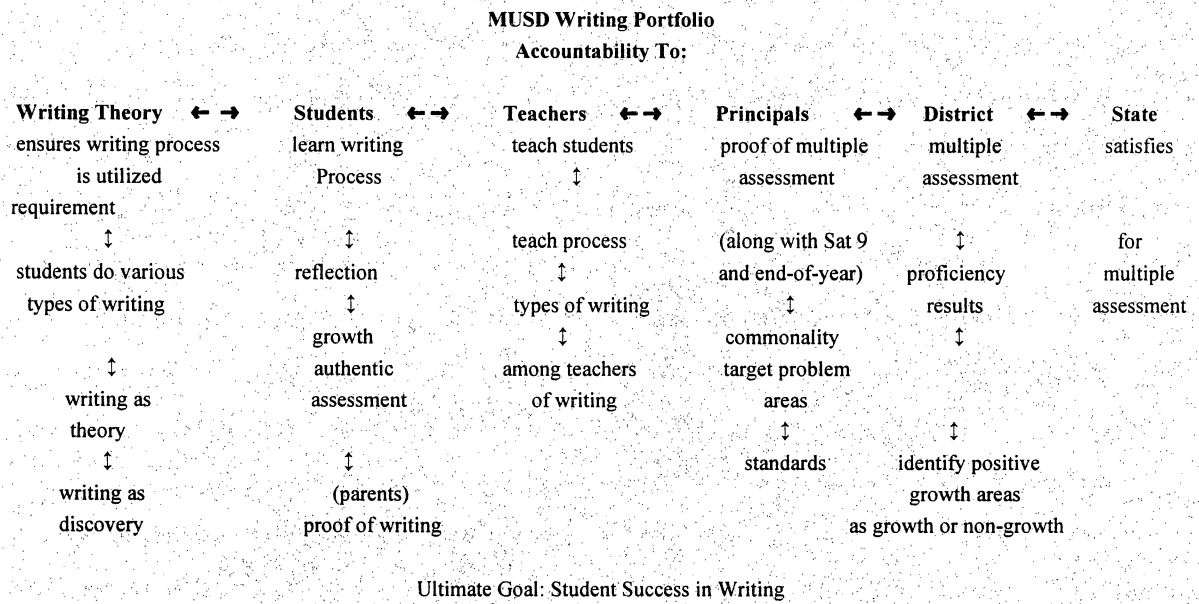 MUSD Writing Portfolio
Accountability To:
Writing Theory ←→ Students ←→ Teachers ←→ Principals ←→ District ←→ State
ensures writing process learn writing teach students proof of multiple multiple satisfies
is utilized Process ↕ assessment assessment
requirement
↕ ↕ teach process (along with Sat 9 ↕ for
students do various reflection ↕ and end-of-year) proficiency multiple
types of writing ↕ types of writing ↕ results assessment
growth ↕ commonality ↕
↕ authentic among teachers target problem
writing as assessment of writing areas
theory ↕ ↕
↕ ↕ standards identify positive
writing as (parents) growth areas
discovery proof of writing as growth or non-growth
Ultimate Goal: Student Success in Writing